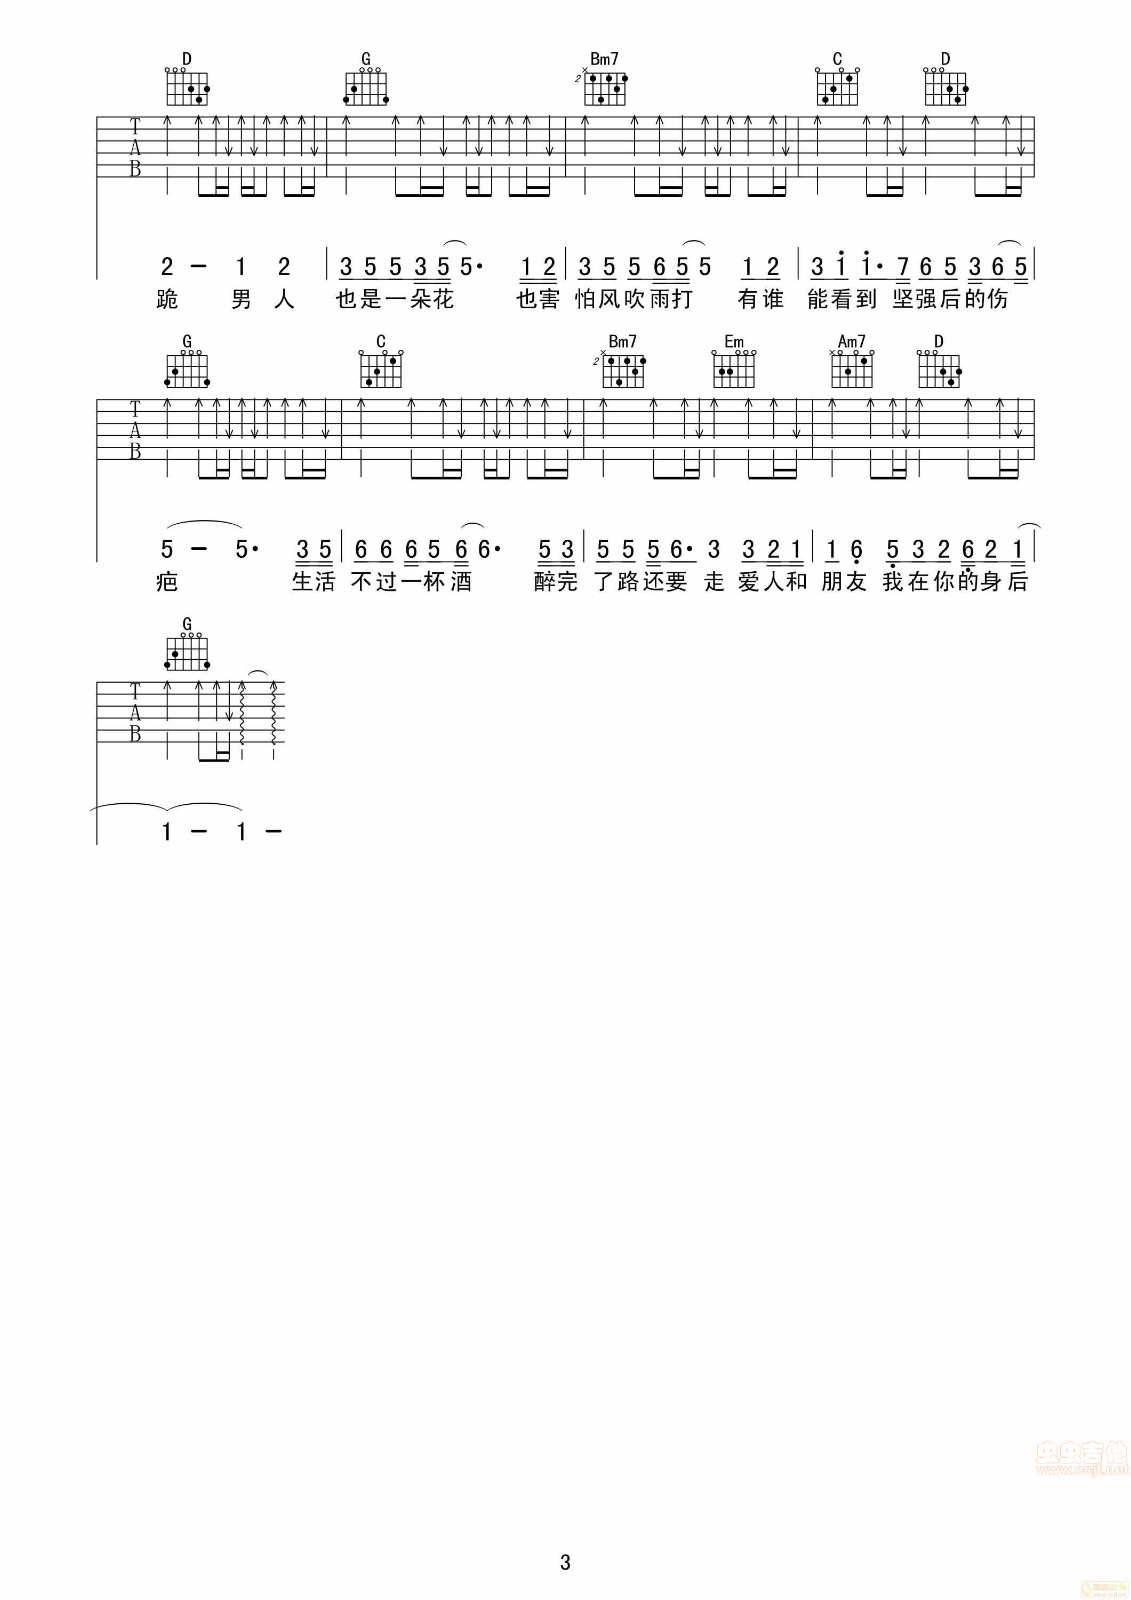 D G Bm7 C D
2
T
A
B
2 — 1 2 | 3 5 5 3 5 5· 1 2 | 3 5 5 6 5 5 1 2 | 3 1 1· 7 6 5 3 6 5 |
跪 男 人 也是一朵花 也害 怕风吹雨打 有谁 能看到 坚强后的伤
G C Bm7 Em Am7 D
2
T
A
B
5 — 5· 3 5 | 6 6 6 5 6 6· 5 3 | 5 5 5 6· 3 3 2 1 | 1 6 5 3 2 6 2 1 |
疤 生活 不过一杯酒 醉完 了路还要 走 爱人和 朋友 我在你的身后
G
T
A
B
1 — 1 —
虫虫吉他
www.ccjt.net
3